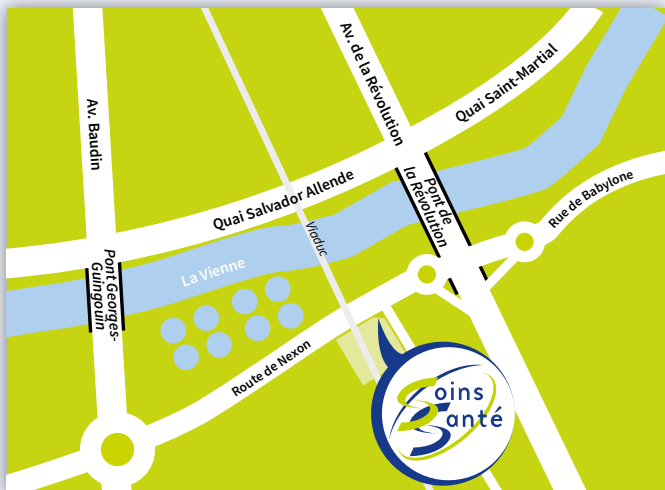 Av. Baudin
Av. de la Révolution
Quai Saint-Martial
Quai Salvador Allende
Pont de
la Révolution
Rue de Babylone
Viaduc
La Vienne
Pont Georges-
Guingouin
Route de Nexon
Soins
Santé